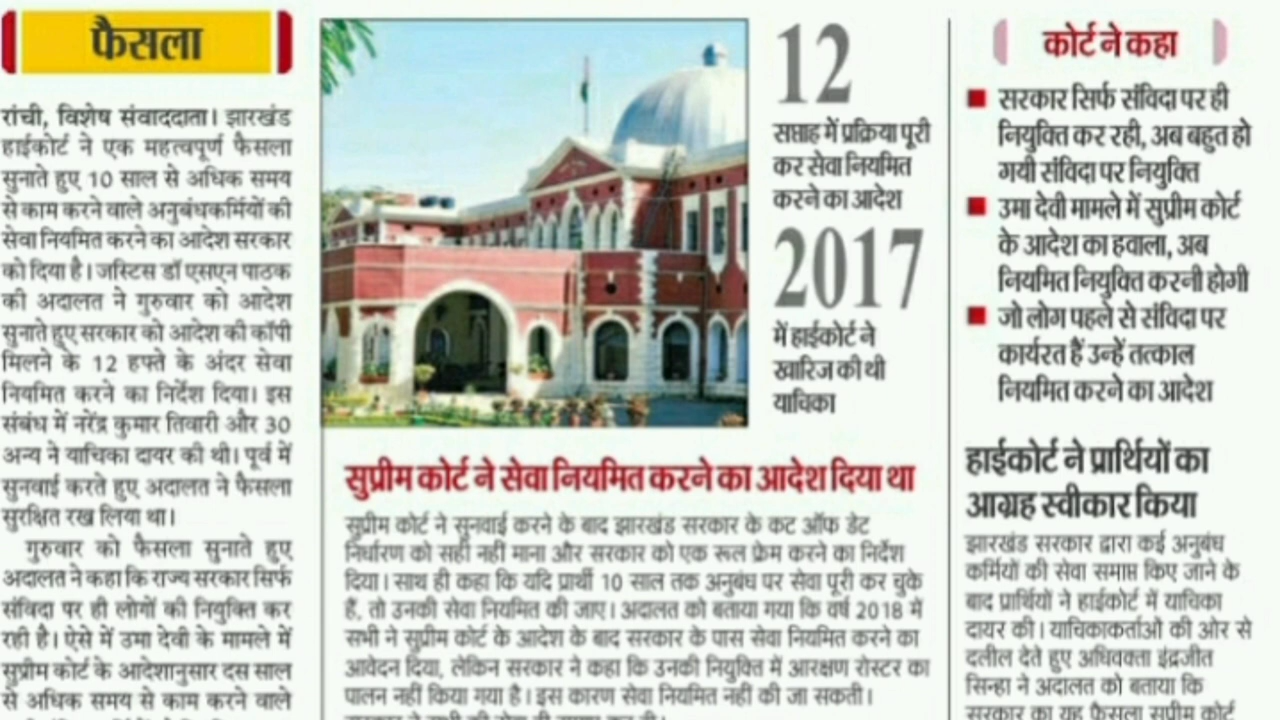 फैसला
रांची, विशेष संवाददाता। झारखंड
हाईकोर्ट ने एक महत्वपूर्ण फैसला
सुनाते हुए 10 साल से अधिक समय
से काम करने वाले अनुबंधकर्मियों की
सेवा नियमित करने का आदेश सरकार
को दिया है। जस्टिस डॉ एसएन पाठक
की अदालत ने गुरुवार को आदेश
सुनाते हुए सरकार को आदेश की कॉपी
मिलने के 12 हफ्ते के अंदर सेवा
नियमित करने का निर्देश दिया। इस
संबंध में नरेंद्र कुमार तिवारी और 30
अन्य ने याचिका दायर की थी। पूर्व में
सुनवाई करते हुए अदालत ने फैसला
सुरक्षित रख लिया था।
गुरुवार को फैसला सुनाते हुए
अदालत ने कहा कि राज्य सरकार सिर्फ
संविदा पर ही लोगों की नियुक्ति कर
रही है। ऐसे में उमा देवी के मामले में
सुप्रीम कोर्ट के आदेशानुसार दस साल
से अधिक समय से काम करने वाले
12
सप्ताह में प्रक्रिया पूरी
कर सेवा नियमित
करने का आदेश
2017
में हाईकोर्ट ने
खारिज की थी
याचिका
सुप्रीम कोर्ट ने सेवा नियमित करने का आदेश दिया था
सुप्रीम कोर्ट ने सुनवाई करने के बाद झारखंड सरकार के कट ऑफ डेट
निर्धारण को सही नहीं माना और सरकार को एक रूल फ्रेम करने का निर्देश
दिया। साथ ही कहा कि यदि प्रार्थी 10 साल तक अनुबंध पर सेवा पूरी कर चुके
हैं, तो उनकी सेवा नियमित की जाए। अदालत को बताया गया कि वर्ष 2018 में
सभी ने सुप्रीम कोर्ट के आदेश के बाद सरकार के पास सेवा नियमित करने का
आवेदन दिया, लेकिन सरकार ने कहा कि उनकी नियुक्ति में आरक्षण रोस्टर का
पालन नहीं किया गया है। इस कारण सेवा नियमित नहीं की जा सकती।
कोर्ट ने कहा
सरकार सिर्फ संविदा पर ही
नियुक्ति कर रही, अब बहुत हो
गयी संविदा पर नियुक्ति
उमा देवी मामले में सुप्रीम कोर्ट
के आदेश का हवाला, अब
नियमित नियुक्ति करनी होगी
जो लोग पहले से संविदा पर
कार्यरत हैं उन्हें तत्काल
नियमित करने का आदेश
हाईकोर्ट ने प्रार्थियों का
आग्रह स्वीकार किया
झारखंड सरकार द्वारा कई अनुबंध
कर्मियों की सेवा समाप्त किए जाने के
बाद प्रार्थियों ने हाईकोर्ट में याचिका
दायर की। याचिकाकर्ताओं की ओर से
दलील देते हुए अधिवक्ता इंद्रजीत
सिन्हा ने अदालत को बताया कि
सरकार का यह फैसला सुप्रीम कोर्ट